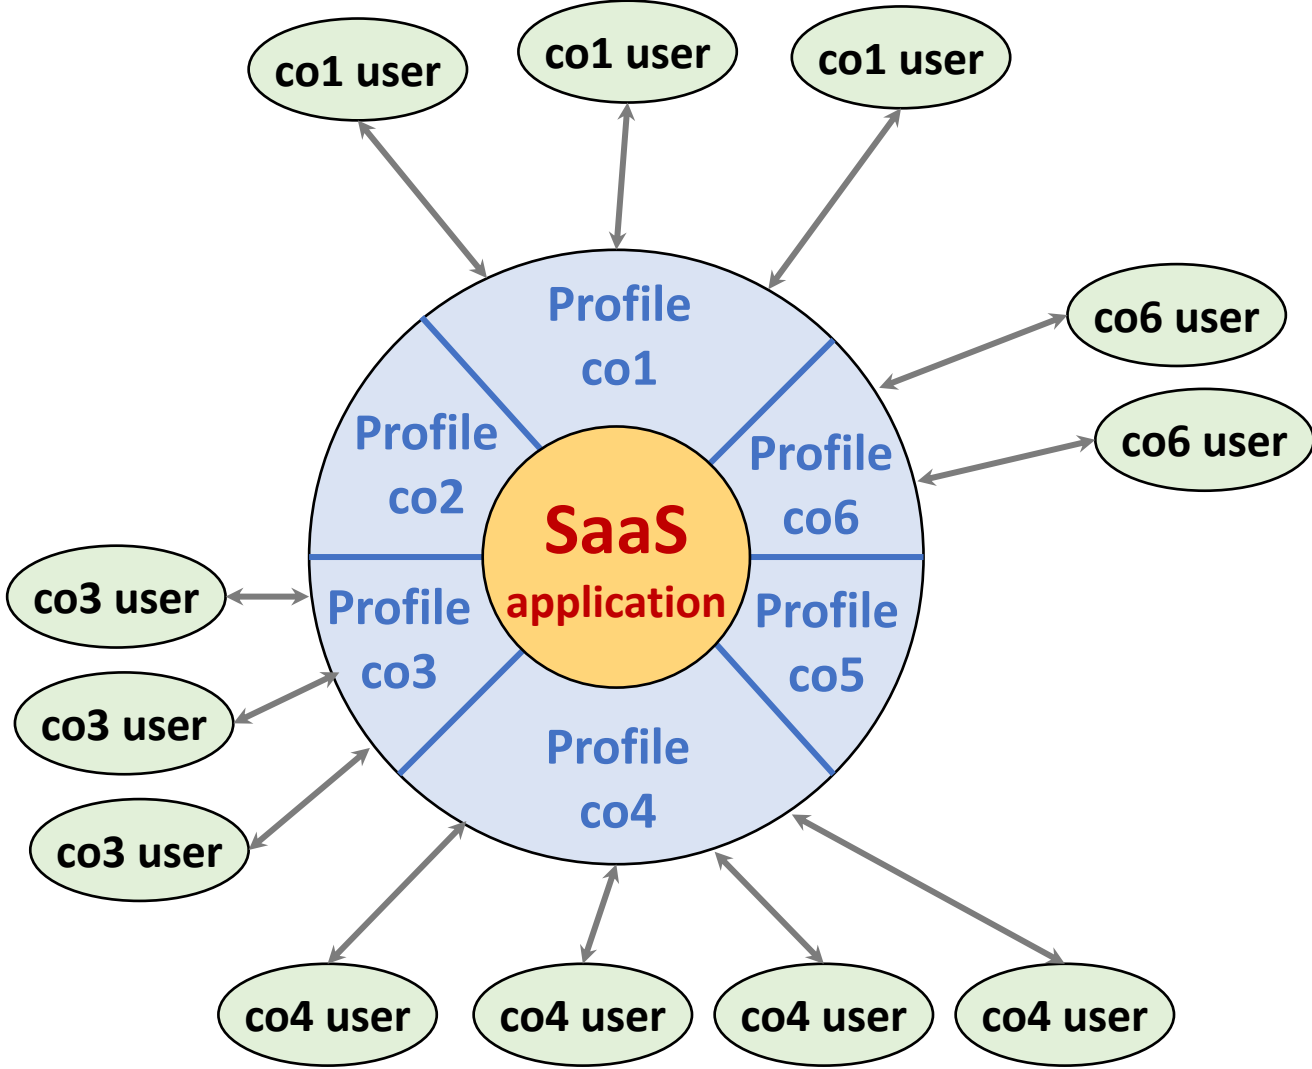 co1 user
co1 user
co1 user
Profile
co1
co6 user
co6 user
Profile
co2
Profile
co6
SaaS
application
co3 user
co3 user
co3 user
Profile
co3
Profile
co5
Profile
co4
co4 user
co4 user
co4 user
co4 user